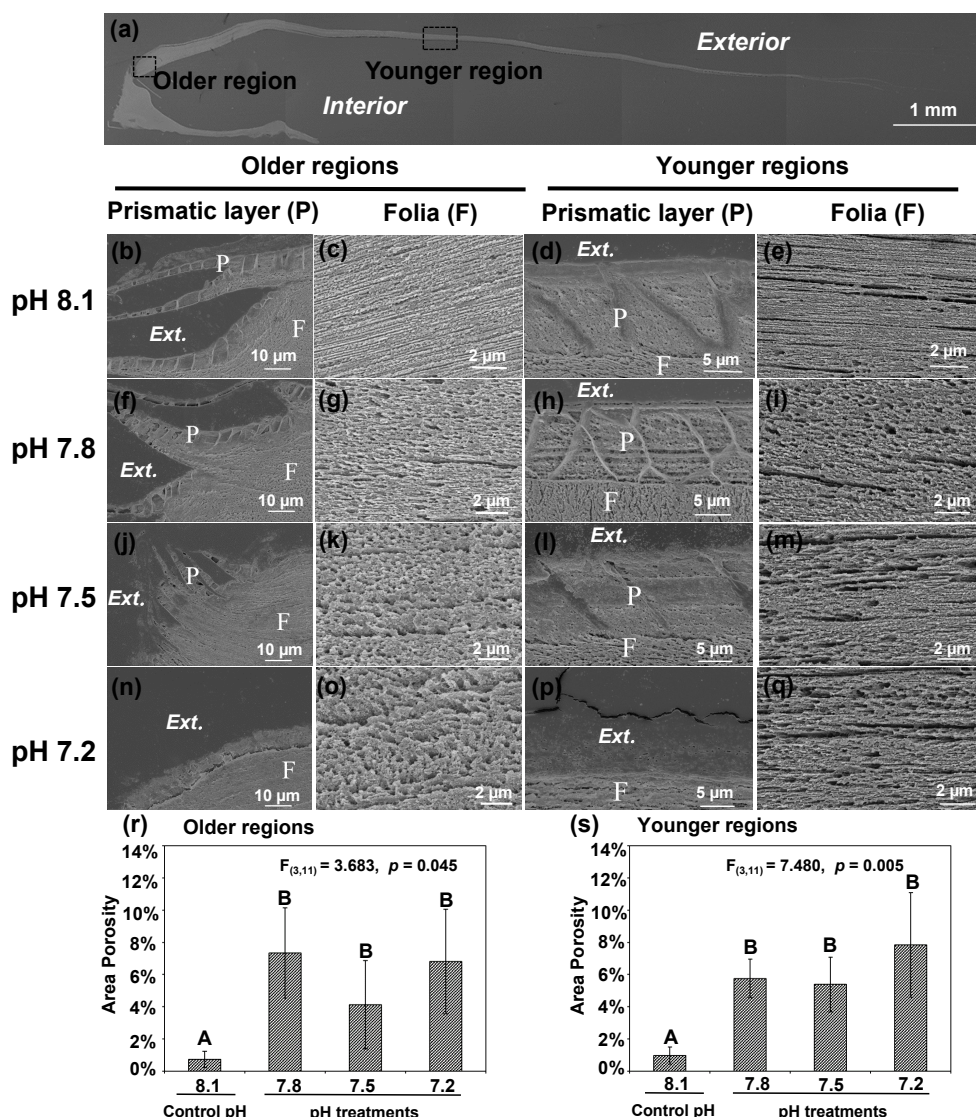 (a)
Exterior
Older region
Younger region
Interior
1 mm
Older regions
Younger regions
Prismatic layer (P)
Folia (F)
Prismatic layer (P)
Folia (F)
pH 8.1
(b)
P
Ext.
F
10 µm
(c)
2 µm
(d)
Ext.
P
F
5 µm
(e)
2 µm
pH 7.8
(f)
P
Ext.
F
10 µm
(g)
2 µm
(h)
Ext.
P
F
5 µm
(i)
2 µm
pH 7.5
(j)
P
Ext.
F
10 µm
(k)
2 µm
(l)
Ext.
P
F
5 µm
(m)
2 µm
pH 7.2
(n)
Ext.
F
10 µm
(o)
2 µm
(p)
Ext.
F
5 µm
(q)
2 µm
(r)
Older regions
14%
12%
10%
8%
6%
4%
2%
0%
Area Porosity
F(3,11) = 3.683, p = 0.045
A
B
B
B
8.1
7.8
7.5
7.2
Control pH
pH treatments
(s)
Younger regions
14%
12%
10%
8%
6%
4%
2%
0%
Area Porosity
F(3,11) = 7.480, p = 0.005
A
B
B
B
8.1
7.8
7.5
7.2
Control pH
pH treatments